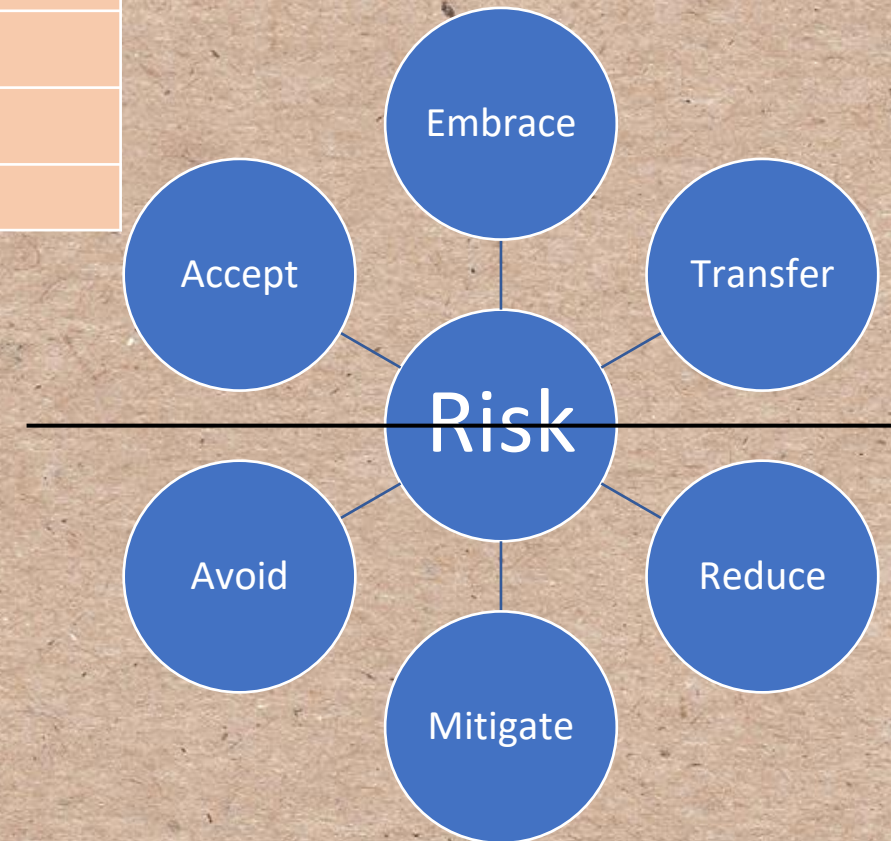 Embrace
Accept
Transfer
Risk
Avoid
Reduce
Mitigate